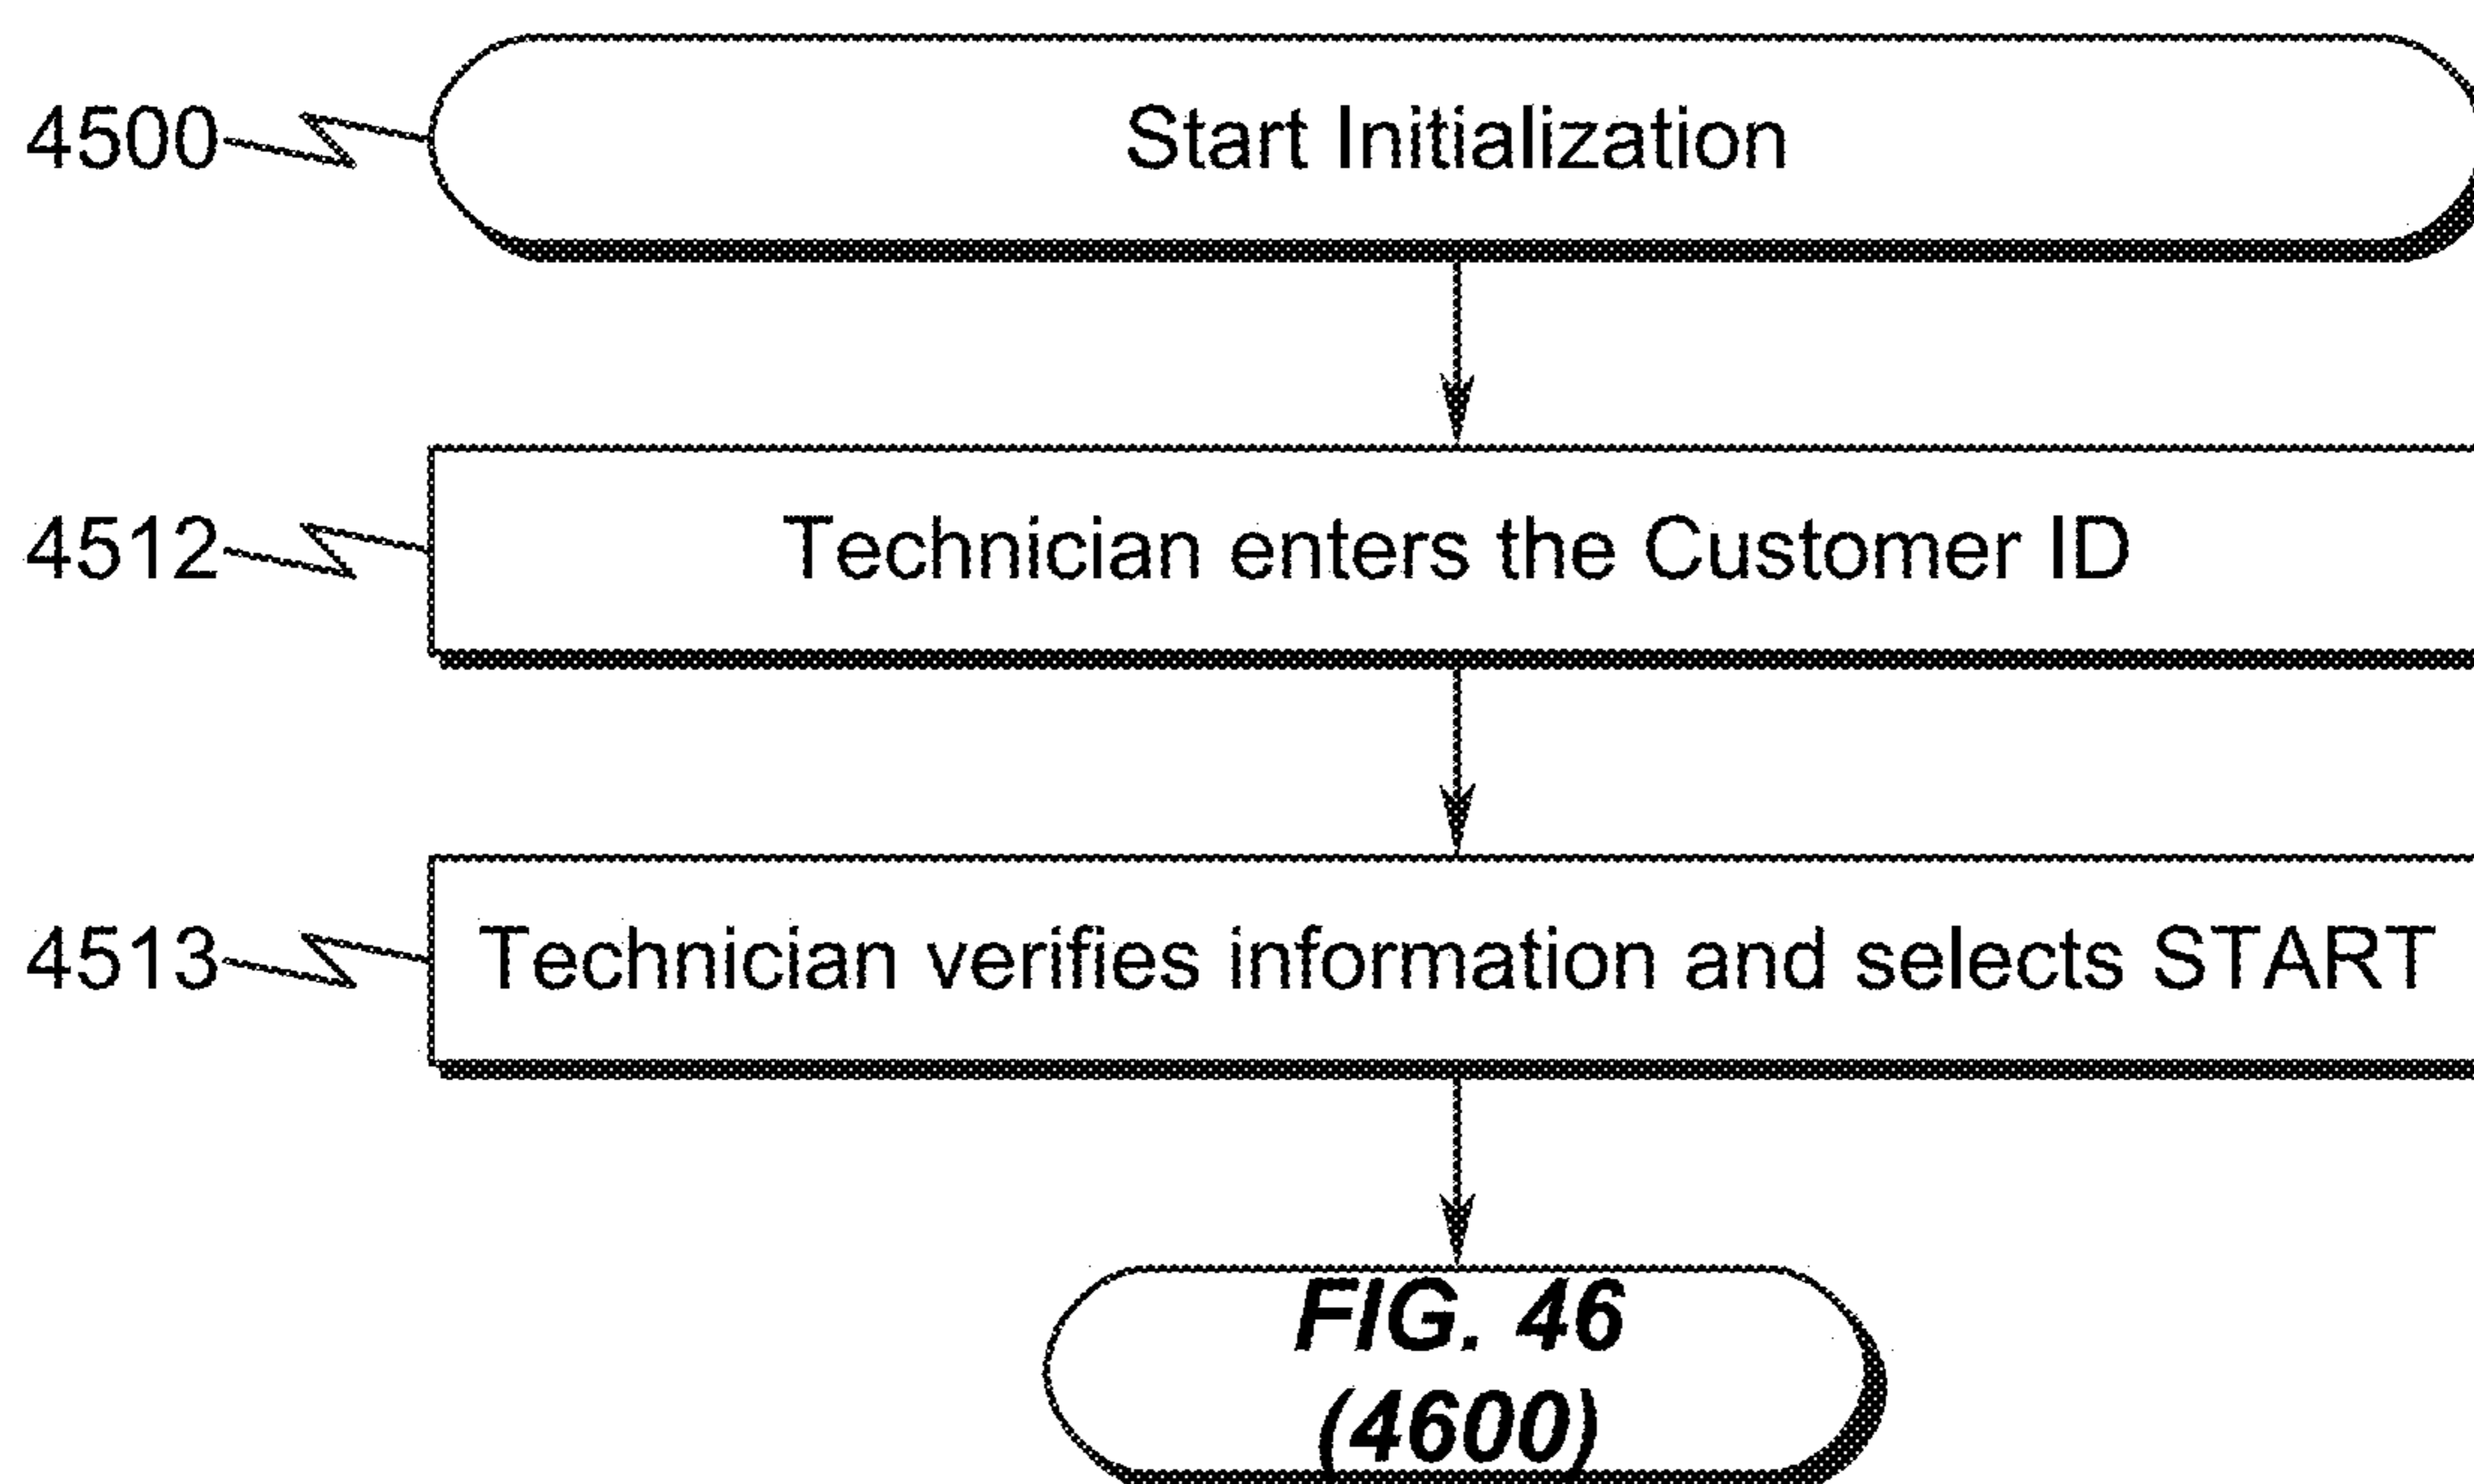 4500
Start Initialization
4512
Technician enters the Customer ID
4513
Technician verifies information and selects START
FIG. 46
(4600)